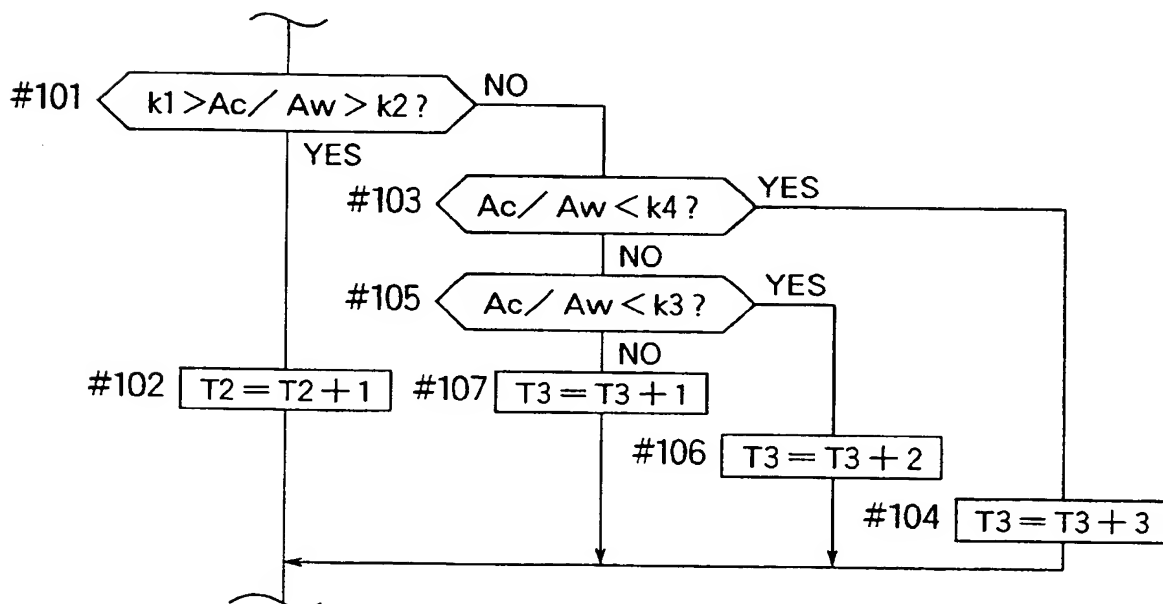 #101 k1>Ac/Aw>k2? NO
YES
#103 Ac/Aw<k4? YES
NO
#105 Ac/Aw<k3? YES
NO
#102 T2=T2+1 #107 T3=T3+1
#106 T3=T3+2
#104 T3=T3+3